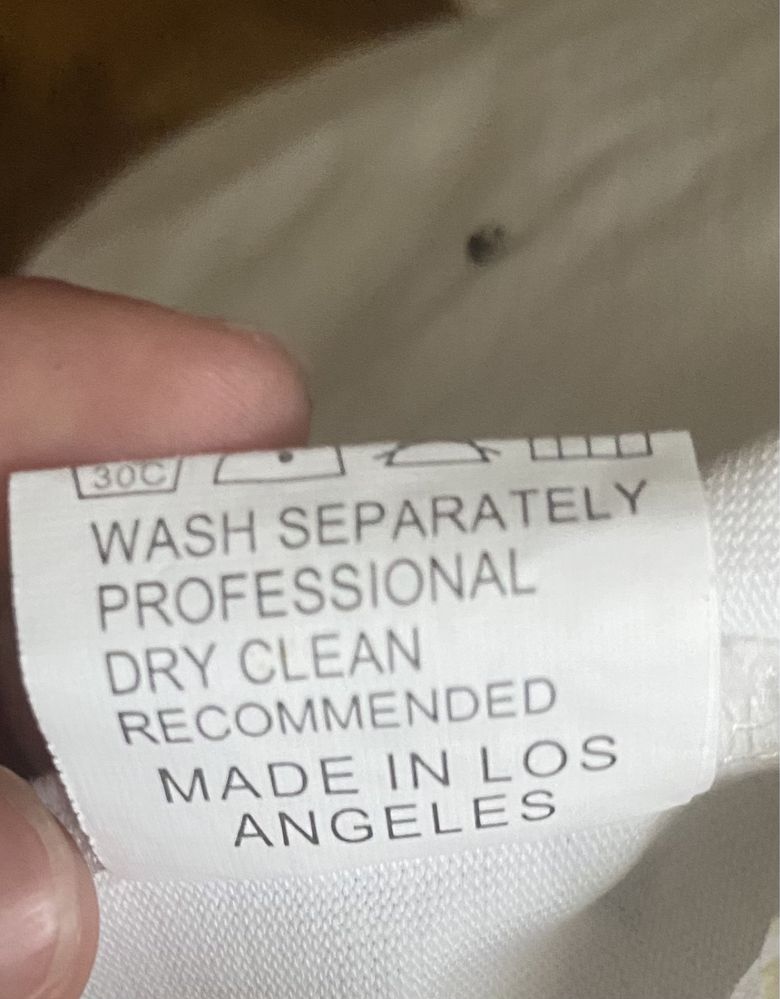 30C
WASH SEPARATELY
PROFESSIONAL
DRY CLEAN
RECOMMENDED
MADE IN LOS
ANGELES